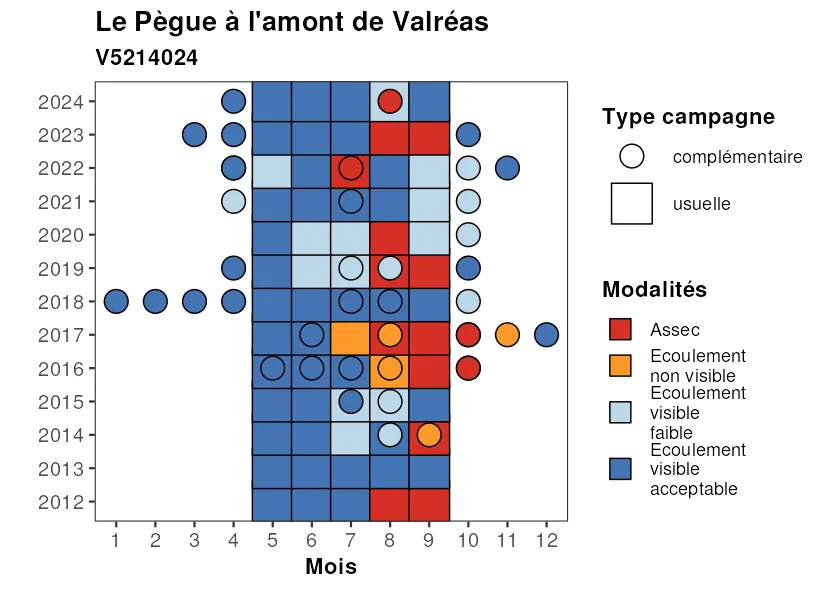 Le Pègue à l'amont de Valréas
V5214024
2024
2023
2022
2021
2020
2019
2018
2017
2016
2015
2014
2013
2012
1 2 3 4 5 6 7 8 9 10 11 12
Mois
Type campagne
complémentaire
usuelle
Modalités
Assec
Ecoulement
non visible
Ecoulement
visible
faible
Ecoulement
visible
acceptable